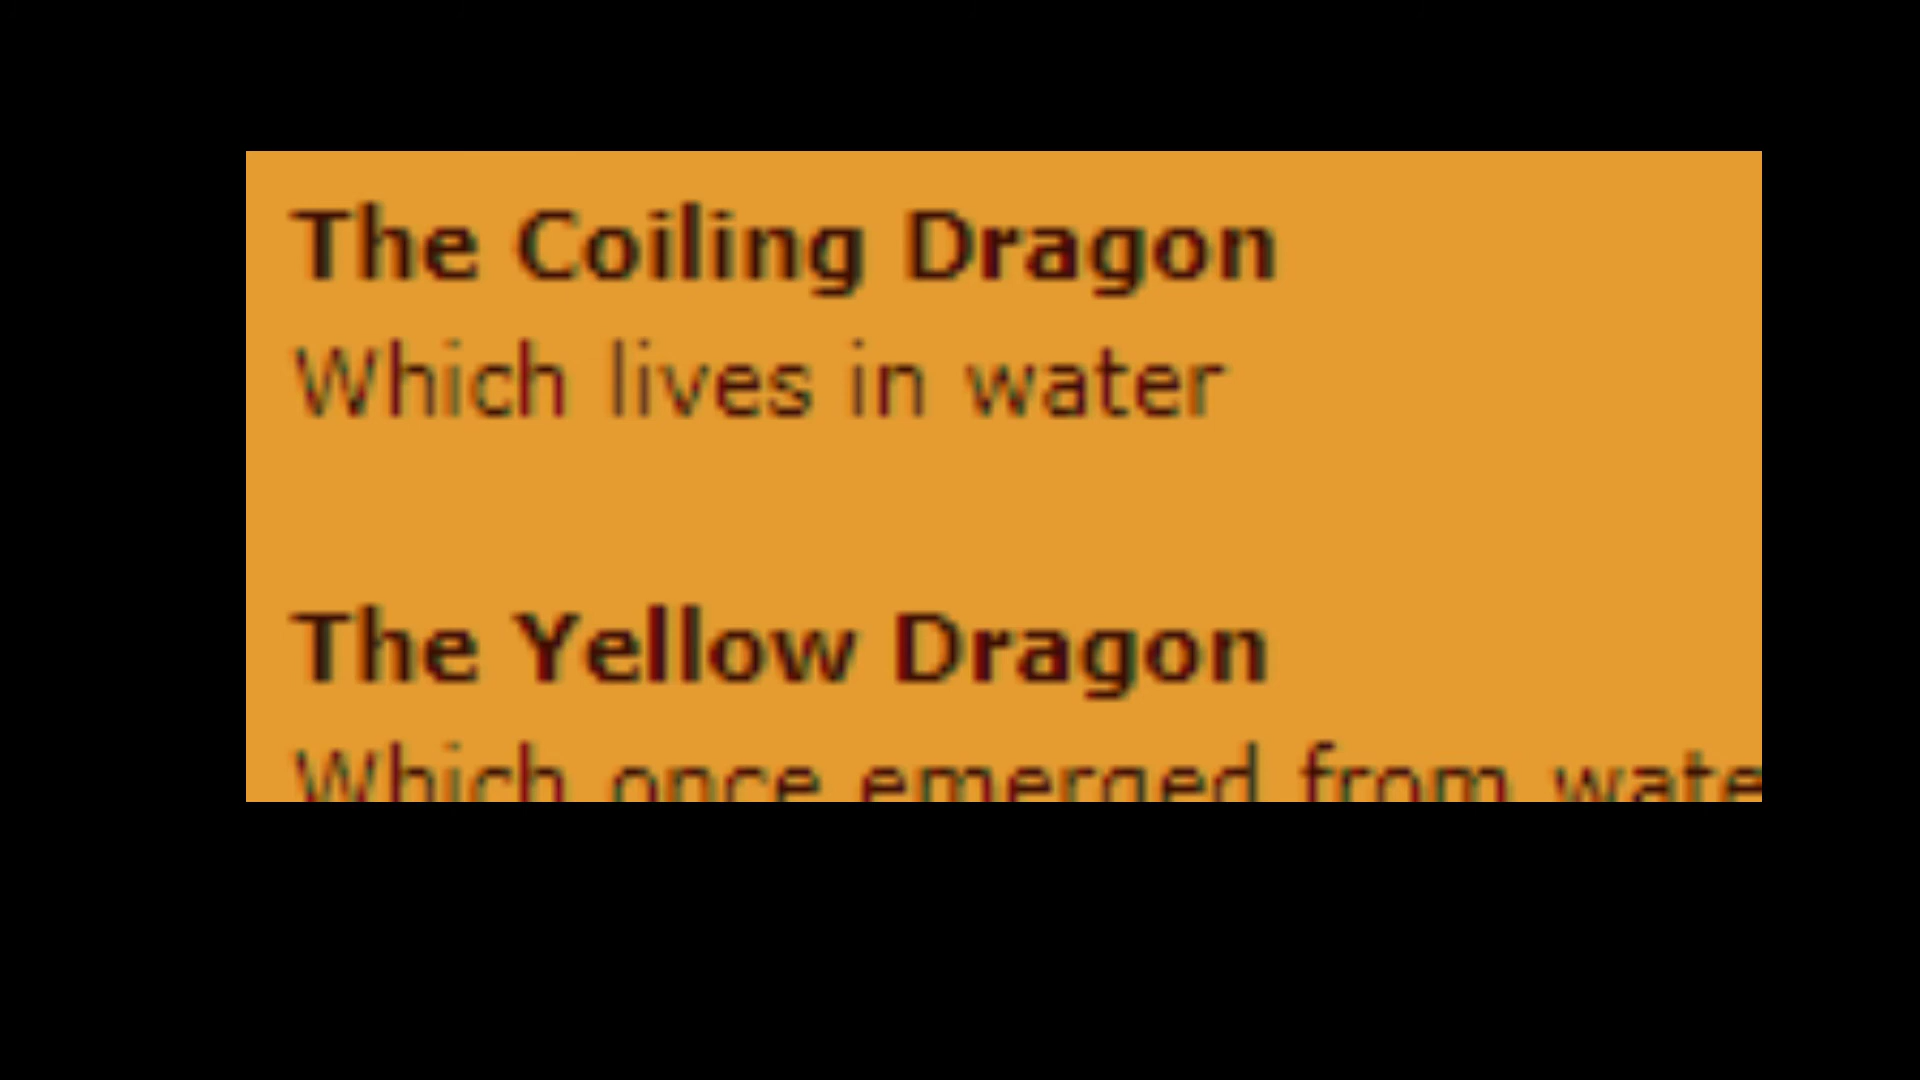 The Coiling Dragon
Which lives in water
The Yellow Dragon
Which once emerged from